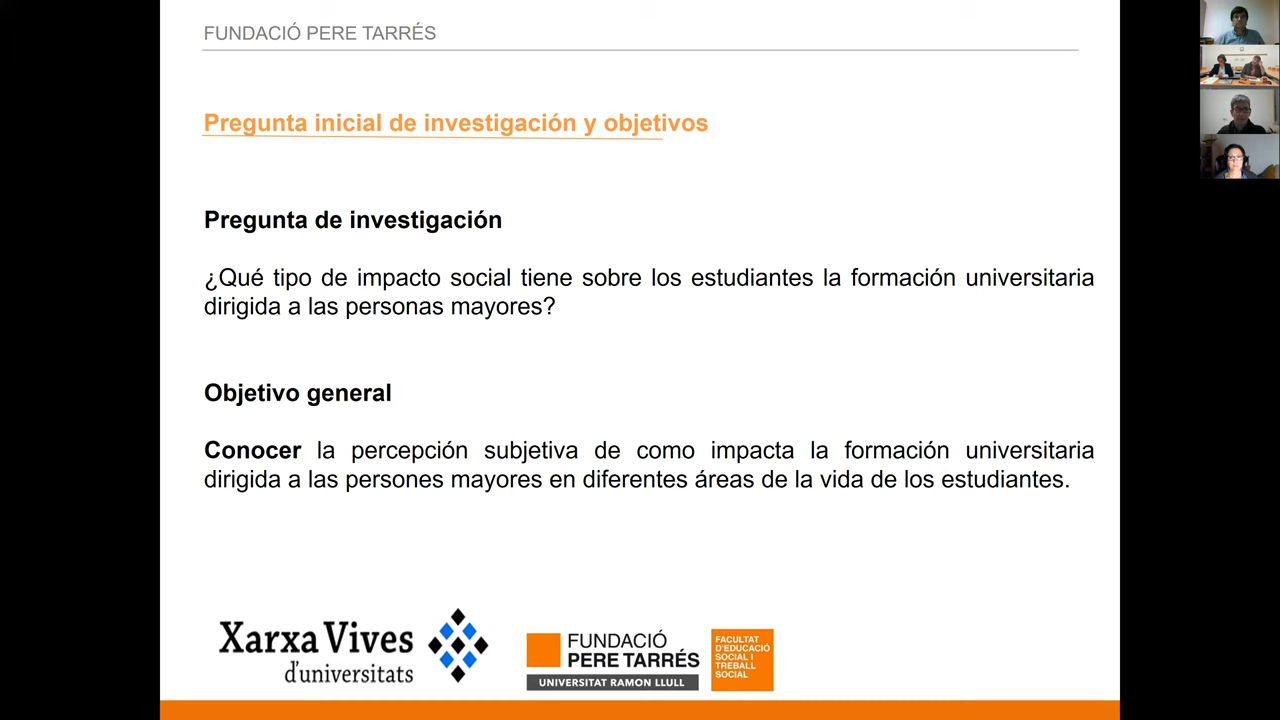 FUNDACIÓ PERE TARRÉS
Pregunta inicial de investigación y objetivos
Pregunta de investigación
¿Qué tipo de impacto social tiene sobre los estudiantes la formación universitaria
dirigida a las personas mayores?
Objetivo general
Conocer la percepción subjetiva de como impacta la formación universitaria
dirigida a las persones mayores en diferentes áreas de la vida de los estudiantes.
Xarxa Vives
d'universitats
FUNDACIÓ
PERE TARRÉS
UNIVERSITAT RAMON LLULL
FACULTAT
D'EDUCACIÓ
SOCIAL I
TREBALL
SOCIAL